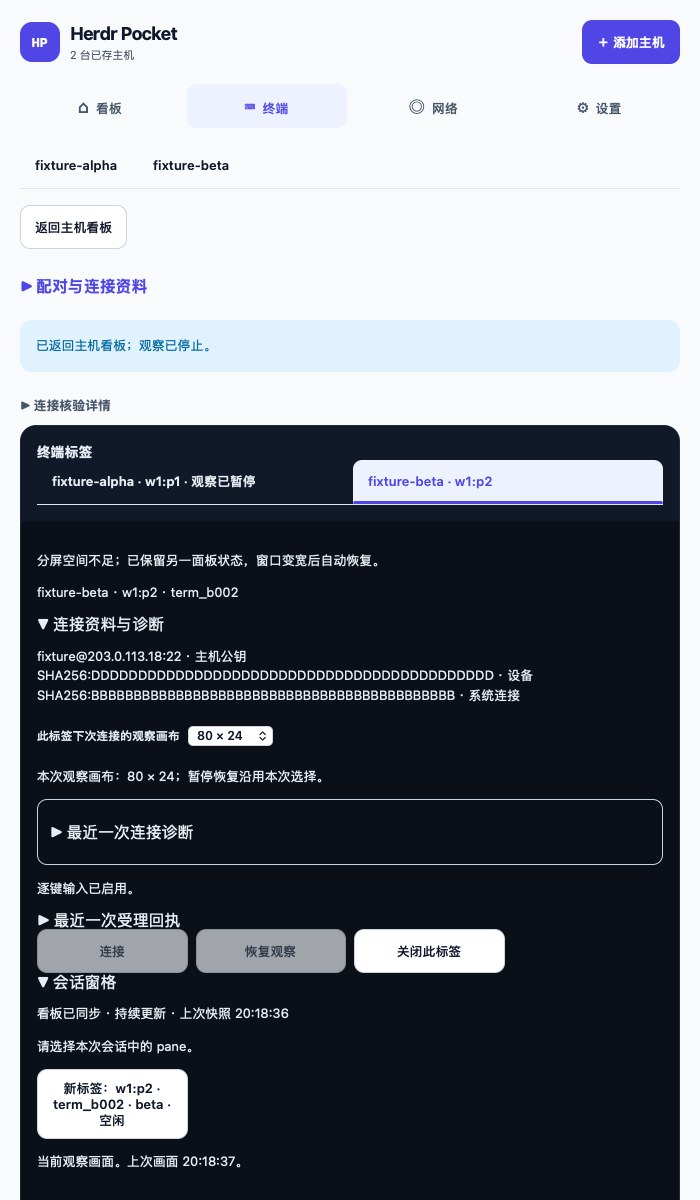 HP
Herdr Pocket
2 台已存主机
+ 添加主机
看板
终端
网络
设置
fixture-alpha
fixture-beta
返回主机看板
配对与连接资料
已返回主机看板；观察已停止。
连接核验详情
终端标签
fixture-alpha · w1:p1 · 观察已暂停
fixture-beta · w1:p2
分屏空间不足；已保留另一面板状态，窗口变宽后自动恢复。
fixture-beta · w1:p2 · term_b002
连接资料与诊断
fixture@203.0.113.18:22 · 主机公钥
SHA256:DDDDDDDDDDDDDDDDDDDDDDDDDDDDDDDDDDDDDDDDDDD · 设备
SHA256:BBBBBBBBBBBBBBBBBBBBBBBBBBBBBBBBBBBBBBBBBBB · 系统连接
此标签下次连接的观察画布 80 × 24
本次观察画布：80 × 24；暂停恢复沿用本次选择。
最近一次连接诊断
逐键输入已启用。
最近一次受理回执
连接
恢复观察
关闭此标签
会话窗格
看板已同步 · 持续更新 · 上次快照 20:18:36
请选择本次会话中的 pane。
新标签：w1:p2 ·
term_b002 · beta ·
空闲
当前观察画面。上次画面 20:18:37。